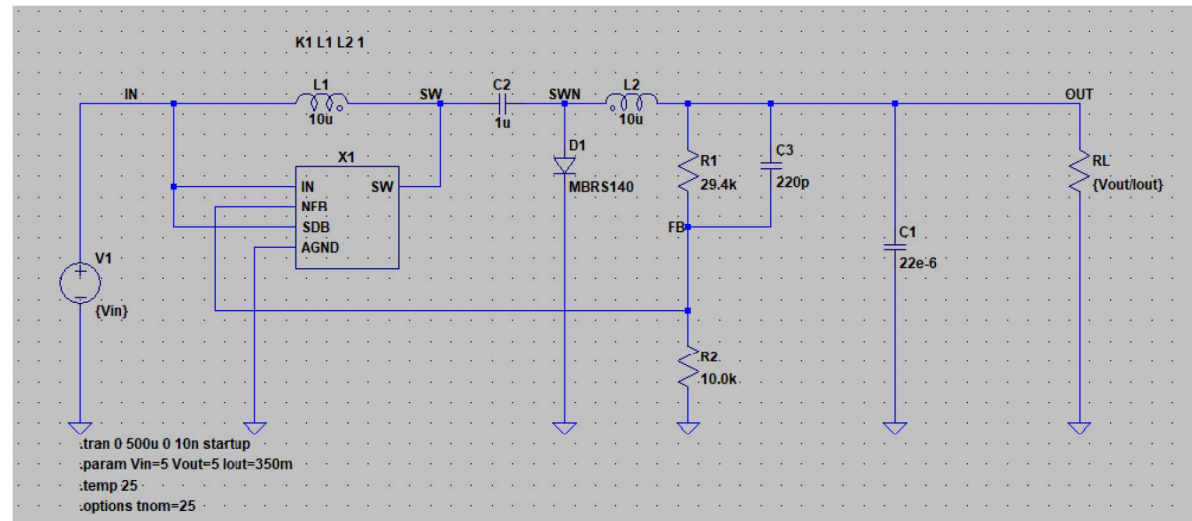 K1 L1 L2 1
IN
L1
10u
SW
C2
1u
SWN
L2
10u
OUT
X1
IN
SW
NFB
SDB
AGND
D1
MBRS140
R1
29.4k
C3
220p
RL
{Vout/Iout}
FB
C1
22e-6
V1
{Vin}
R2
10.0k
.tran 0 500u 0 10n startup
.param Vin=5 Vout=5 Iout=350m
.temp 25
.options tnom=25